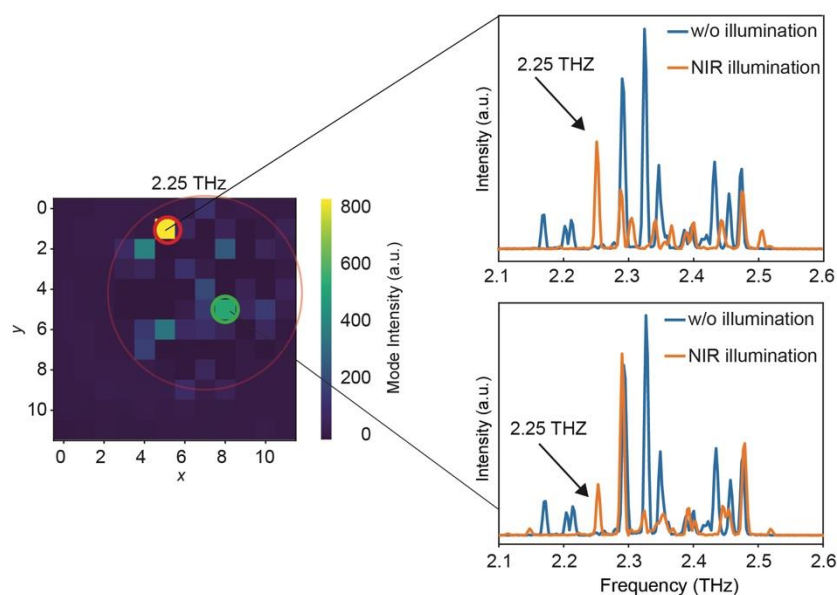 2.25 THz
0
2
4
6
8
10
y
0 2 4 6 8 10
x
800
600
400
200
0
Mode Intensity (a.u.)
w/o illumination
NIR illumination
2.25 THZ
Intensity (a.u.)
2.1 2.2 2.3 2.4 2.5 2.6
w/o illumination
NIR illumination
2.25 THZ
Intensity (a.u.)
2.1 2.2 2.3 2.4 2.5 2.6
Frequency (THz)